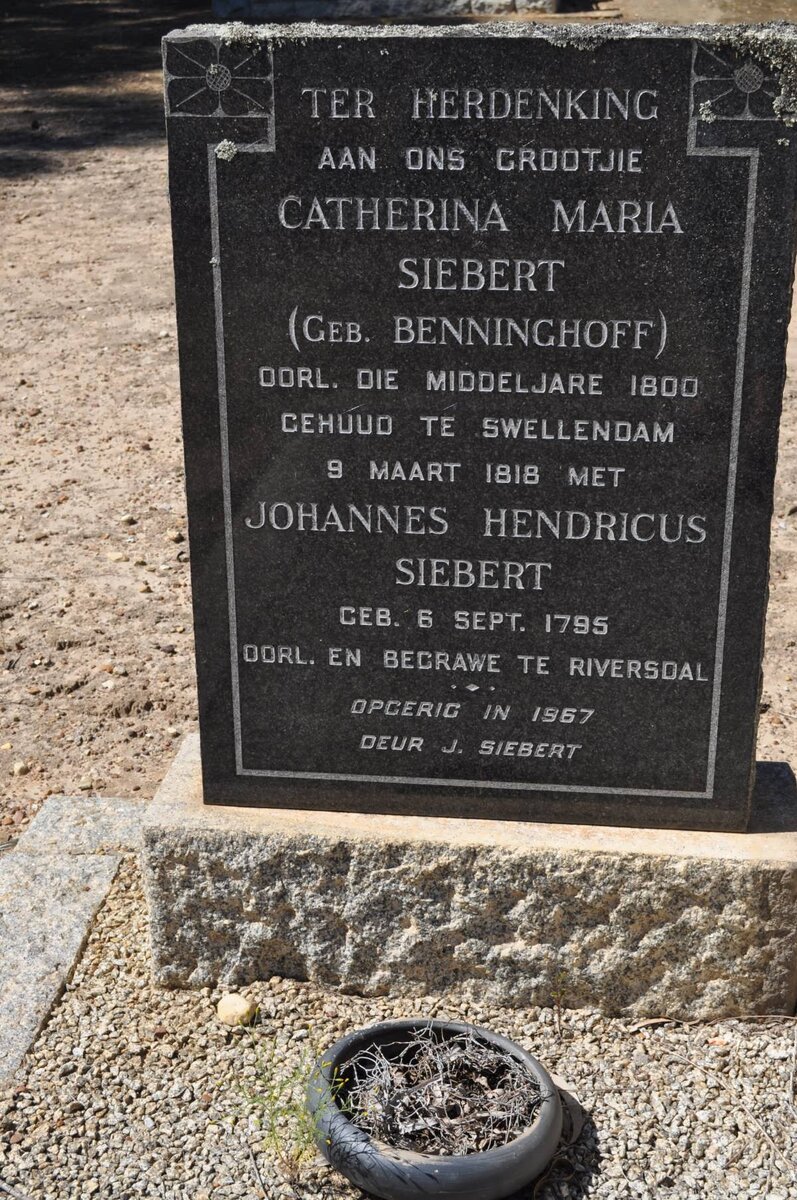 TER HERDENKING
AAN ONS GROOTJIE
CATHERINA MARIA
SIEBERT
(GEB. BENNINGHOFF)
OORL. DIE MIDDELJARE 1800
GEHUUD TE SWELLENDAM
9 MAART 1818 MET
JOHANNES HENDRICUS
SIEBERT
GEB. 6 SEPT. 1795
OORL. EN BEGRAWE TE RIVERSDAL
OPGERIG IN 1967
DEUR J. SIEBERT